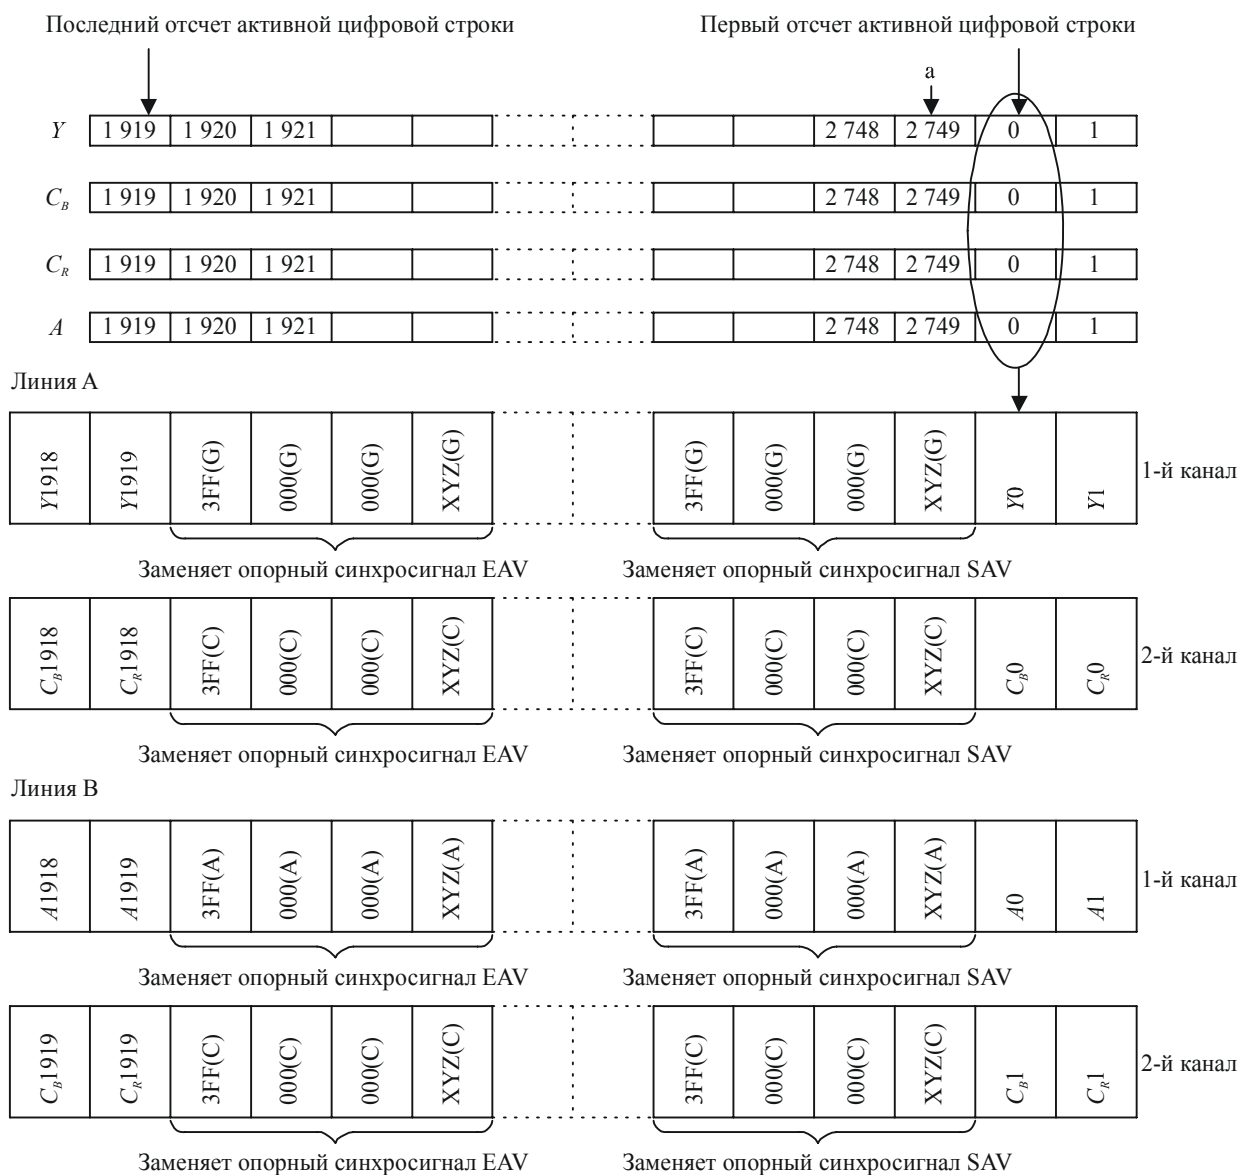 Последний отсчет активной цифровой строки
Первый отсчет активной цифровой строки
a
Y 1 919 1 920 1 921 2 748 2 749 0 1
C_B 1 919 1 920 1 921 2 748 2 749 0 1
C_R 1 919 1 920 1 921 2 748 2 749 0 1
A 1 919 1 920 1 921 2 748 2 749 0 1
Линия A
Y1918 Y1919 3FF(G) 000(G) 000(G) XYZ(G) 3FF(G) 000(G) 000(G) XYZ(G) Y0 Y1 1-й канал
Заменяет опорный синхросигнал EAV Заменяет опорный синхросигнал SAV
C_B1918 C_R1918 3FF(C) 000(C) 000(C) XYZ(C) 3FF(C) 000(C) 000(C) XYZ(C) C_B0 C_R0 2-й канал
Заменяет опорный синхросигнал EAV Заменяет опорный синхросигнал SAV
Линия B
A1918 A1919 3FF(A) 000(A) 000(A) XYZ(A) 3FF(A) 000(A) 000(A) XYZ(A) A0 A1 1-й канал
Заменяет опорный синхросигнал EAV Заменяет опорный синхросигнал SAV
C_B1919 C_R1919 3FF(C) 000(C) 000(C) XYZ(C) 3FF(C) 000(C) 000(C) XYZ(C) C_B1 C_R1 2-й канал
Заменяет опорный синхросигнал EAV Заменяет опорный синхросигнал SAV